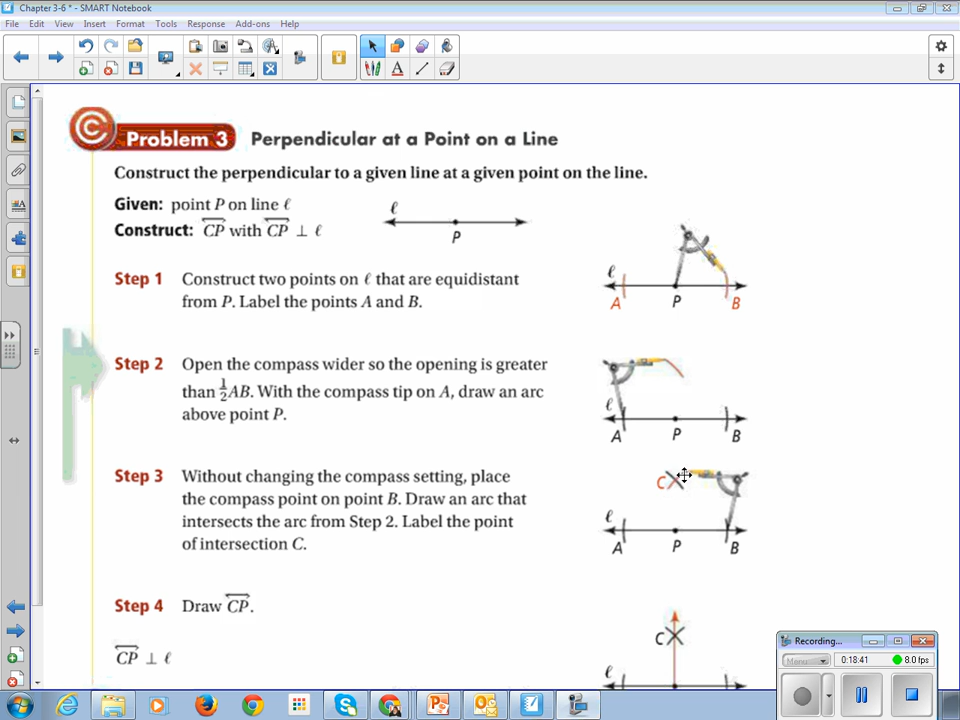 Chapter 3-6 * - SMART Notebook
File Edit View Insert Format Tools Response Add-ons Help
C Problem 3 Perpendicular at a Point on a Line
Construct the perpendicular to a given line at a given point on the line.
Given: point P on line ℓ
Construct: CP with CP ⊥ ℓ
ℓ
P
Step 1 Construct two points on ℓ that are equidistant
from P. Label the points A and B.
ℓ
A P B
Step 2 Open the compass wider so the opening is greater
than 1/2 AB. With the compass tip on A, draw an arc
above point P.
ℓ
A P B
Step 3 Without changing the compass setting, place
the compass point on point B. Draw an arc that
intersects the arc from Step 2. Label the point
of intersection C.
C
ℓ
A P B
Step 4 Draw CP.
CP ⊥ ℓ
C
ℓ
Recording...
Menu
0:18:41 8.0 fps